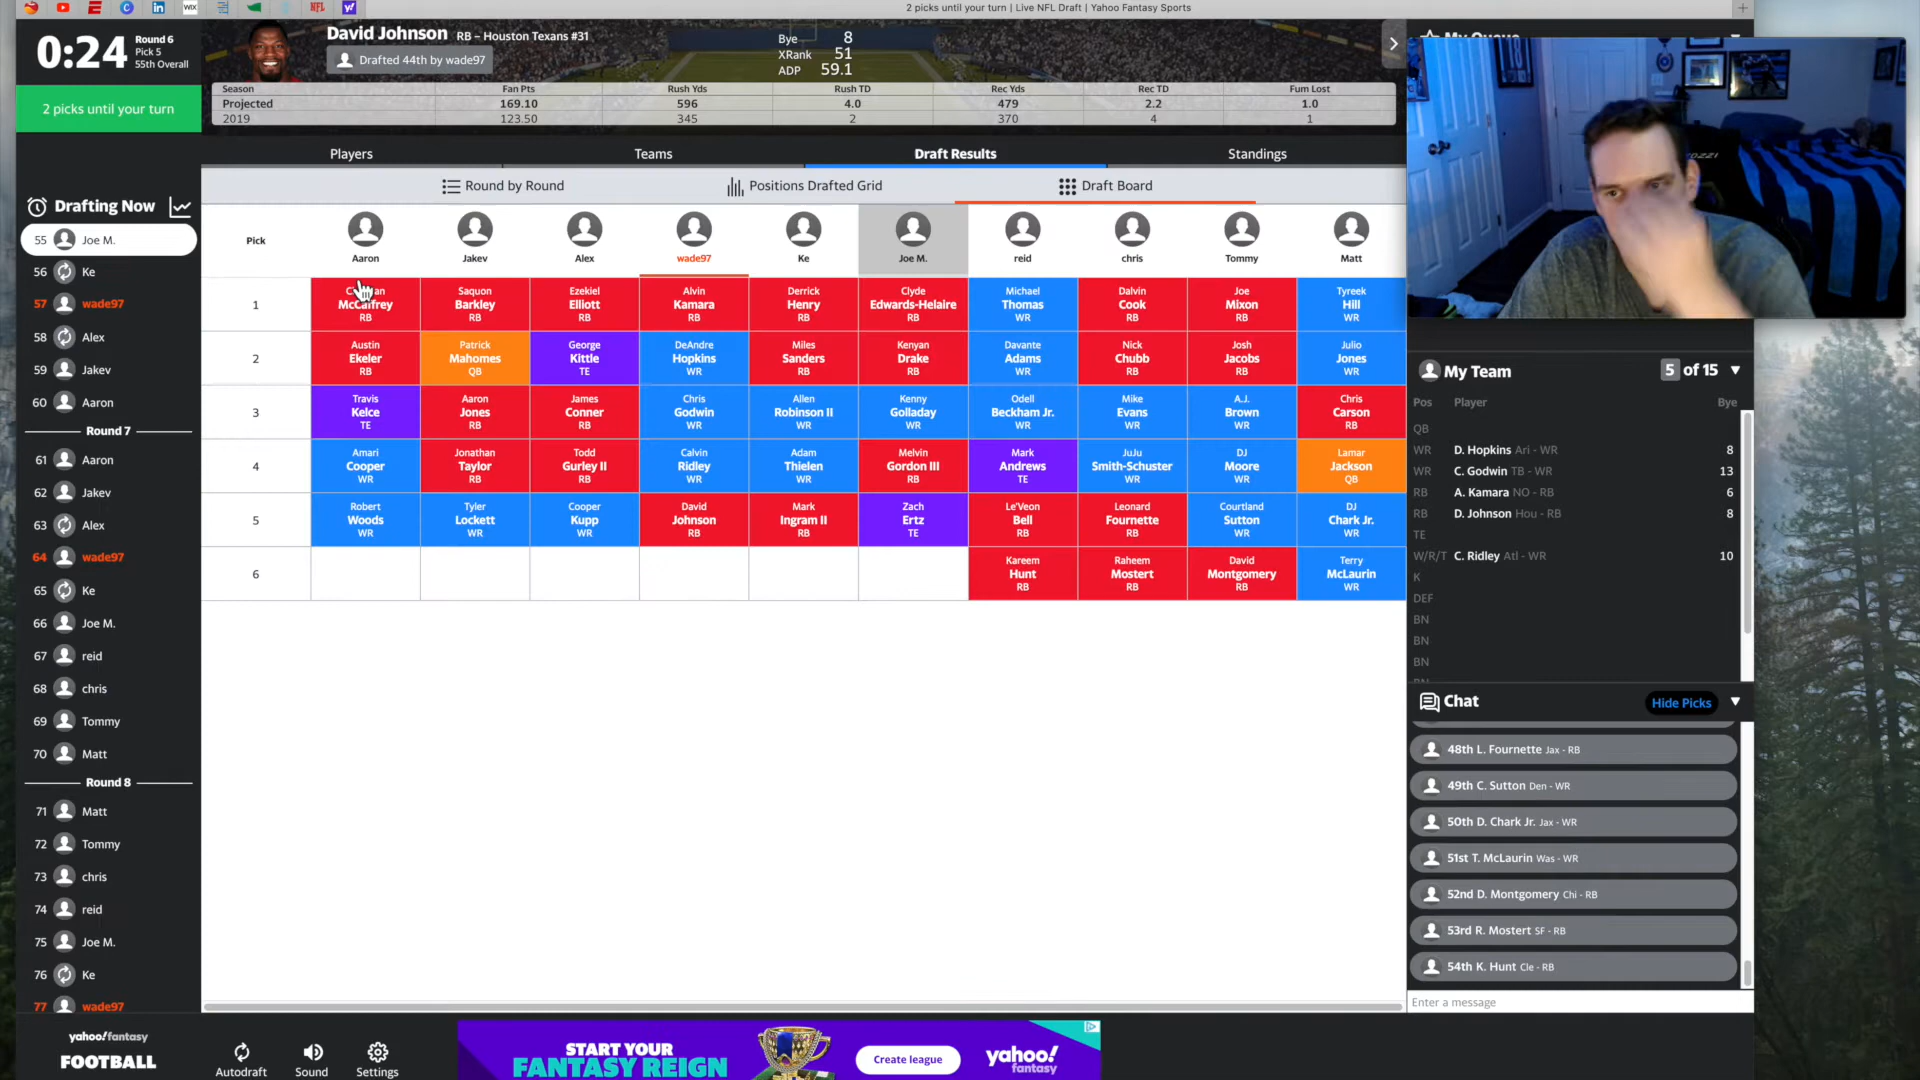 2 picks until your turn | Live NFL Draft | Yahoo Fantasy Sports
WIX
NFL
0:24
Round 6
Pick 5
55th Overall
2 picks until your turn
David Johnson RB – Houston Texans #31
Drafted 44th by wade97
Bye 8
XRank 51
ADP 59.1
Season Fan Pts Rush Yds Rush TD Rec Yds Rec TD Fum Lost
Projected 169.10 596 4.0 479 2.2 1.0
2019 123.50 345 2 370 4 1
Players Teams Draft Results Standings
Round by Round Positions Drafted Grid Draft Board
Drafting Now
55 Joe M.
56 Ke
57 wade97
58 Alex
59 Jakev
60 Aaron
Round 7
61 Aaron
62 Jakev
63 Alex
64 wade97
65 Ke
66 Joe M.
67 reid
68 chris
69 Tommy
70 Matt
Round 8
71 Matt
72 Tommy
73 chris
74 reid
75 Joe M.
76 Ke
77 wade97
Pick Aaron Jakev Alex wade97 Ke Joe M. reid chris Tommy Matt
Saquon Ezekiel Alvin Derrick Clyde Michael Dalvin Joe Tyreek
1 McCaffrey Barkley Elliott Kamara Henry Edwards-Helaire Thomas Cook Mixon Hill
RB RB RB RB RB RB WR RB RB WR
Austin Patrick George DeAndre Miles Kenyan Davante Nick Josh Julio
2 Ekeler Mahomes Kittle Hopkins Sanders Drake Adams Chubb Jacobs Jones
RB QB TE WR RB RB WR RB RB WR
Travis Aaron James Chris Allen Kenny Odell Mike A.J. Chris
3 Kelce Jones Conner Godwin Robinson II Golladay Beckham Jr. Evans Brown Carson
TE RB RB WR WR WR WR WR WR RB
Amari Jonathan Todd Calvin Adam Melvin Mark JuJu DJ Lamar
4 Cooper Taylor Gurley II Ridley Thielen Gordon III Andrews Smith-Schuster Moore Jackson
WR RB RB WR WR RB TE WR WR QB
Robert Tyler Cooper David Mark Zach Le'Veon Leonard Courtland DJ
5 Woods Lockett Kupp Johnson Ingram II Ertz Bell Fournette Sutton Chark Jr.
WR WR WR RB RB TE RB RB WR WR
Kareem Raheem David Terry
6 Hunt Mostert Montgomery McLaurin
RB RB RB WR
My Team 5 of 15
Pos Player Bye
QB
WR D. Hopkins Ari - WR 8
WR C. Godwin TB - WR 13
RB A. Kamara NO - RB 6
RB D. Johnson Hou - RB 8
TE
W/R/T C. Ridley Atl - WR 10
K
DEF
BN
BN
BN
Chat Hide Picks
48th L. Fournette Jax - RB
49th C. Sutton Den - WR
50th D. Chark Jr. Jax - WR
51st T. McLaurin Was - WR
52nd D. Montgomery Chi - RB
53rd R. Mostert SF - RB
54th K. Hunt Cle - RB
Enter a message
yahoo!fantasy
FOOTBALL
Autodraft Sound Settings
START YOUR
FANTASY REIGN
Create league
yahoo!
fantasy